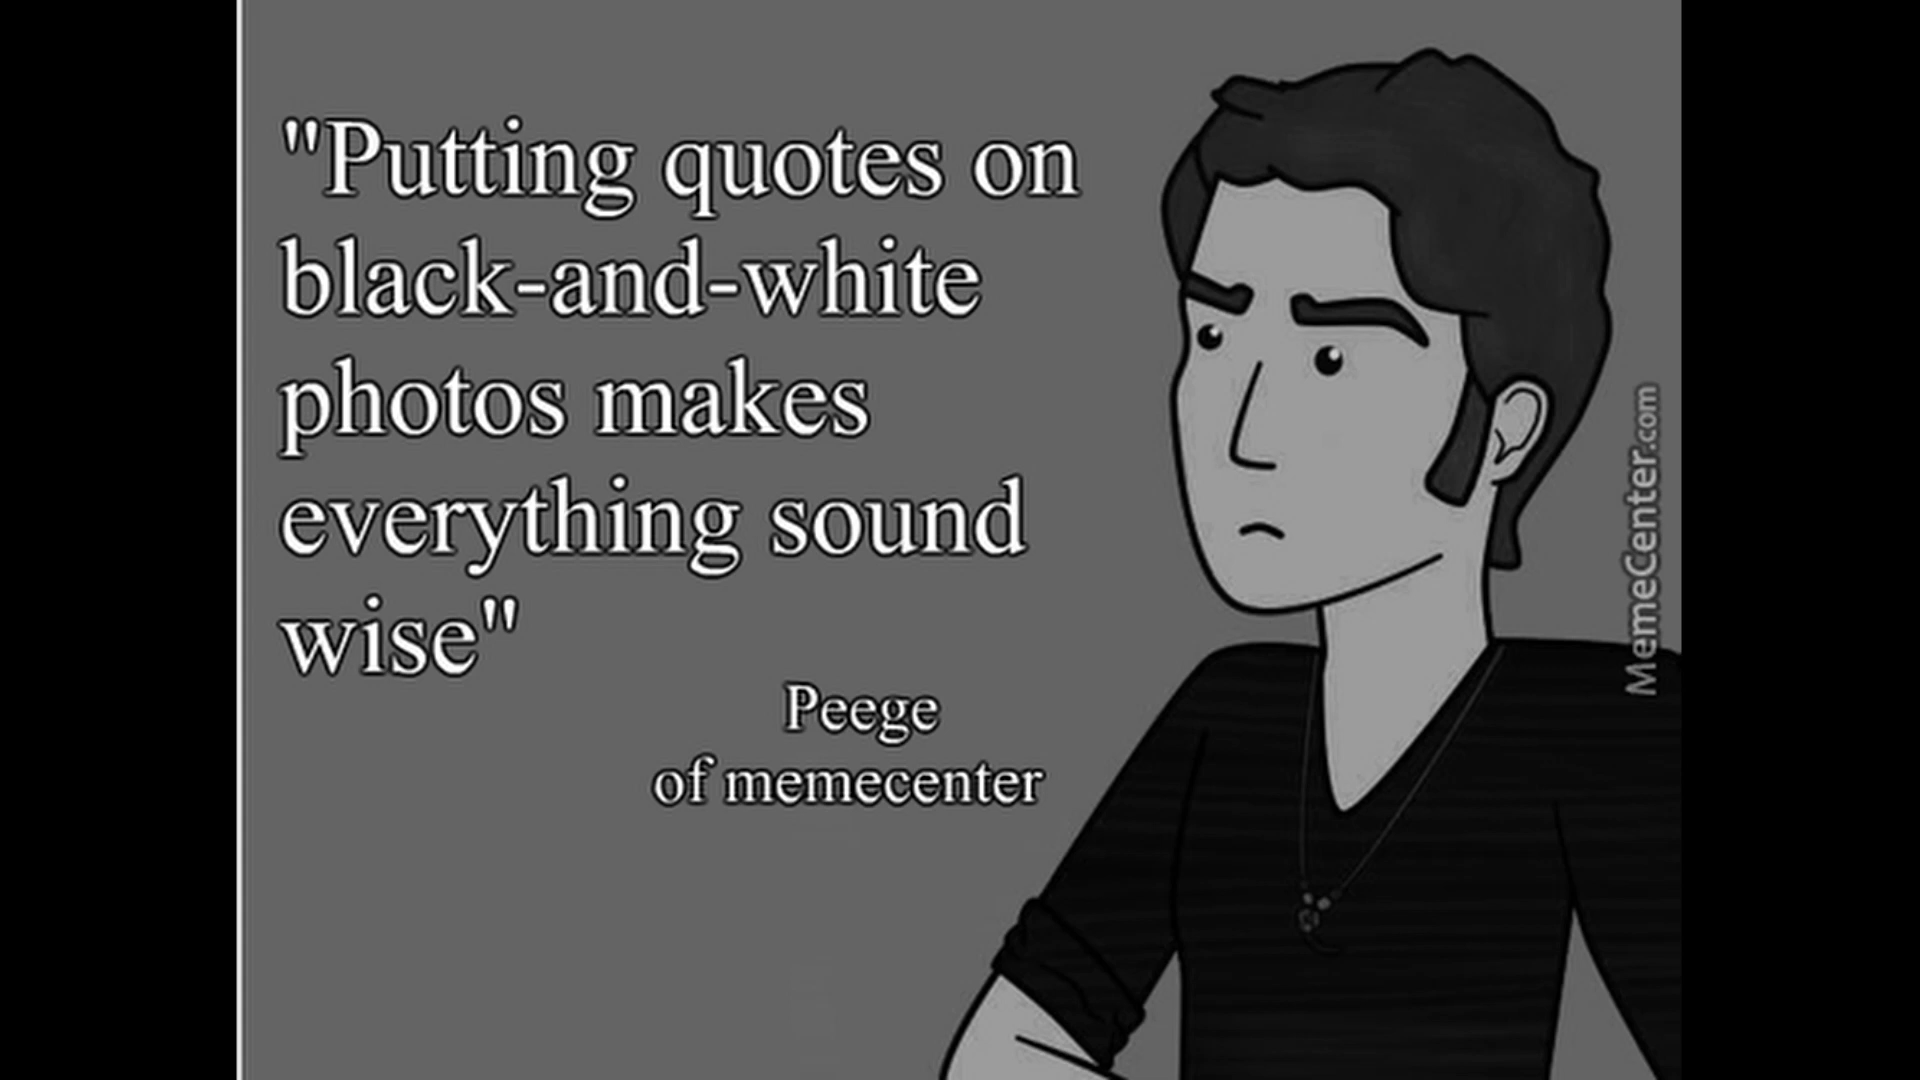 "Putting quotes on
black-and-white
photos makes
everything sound
wise"
Peege
of memecenter
MemeCenter.com